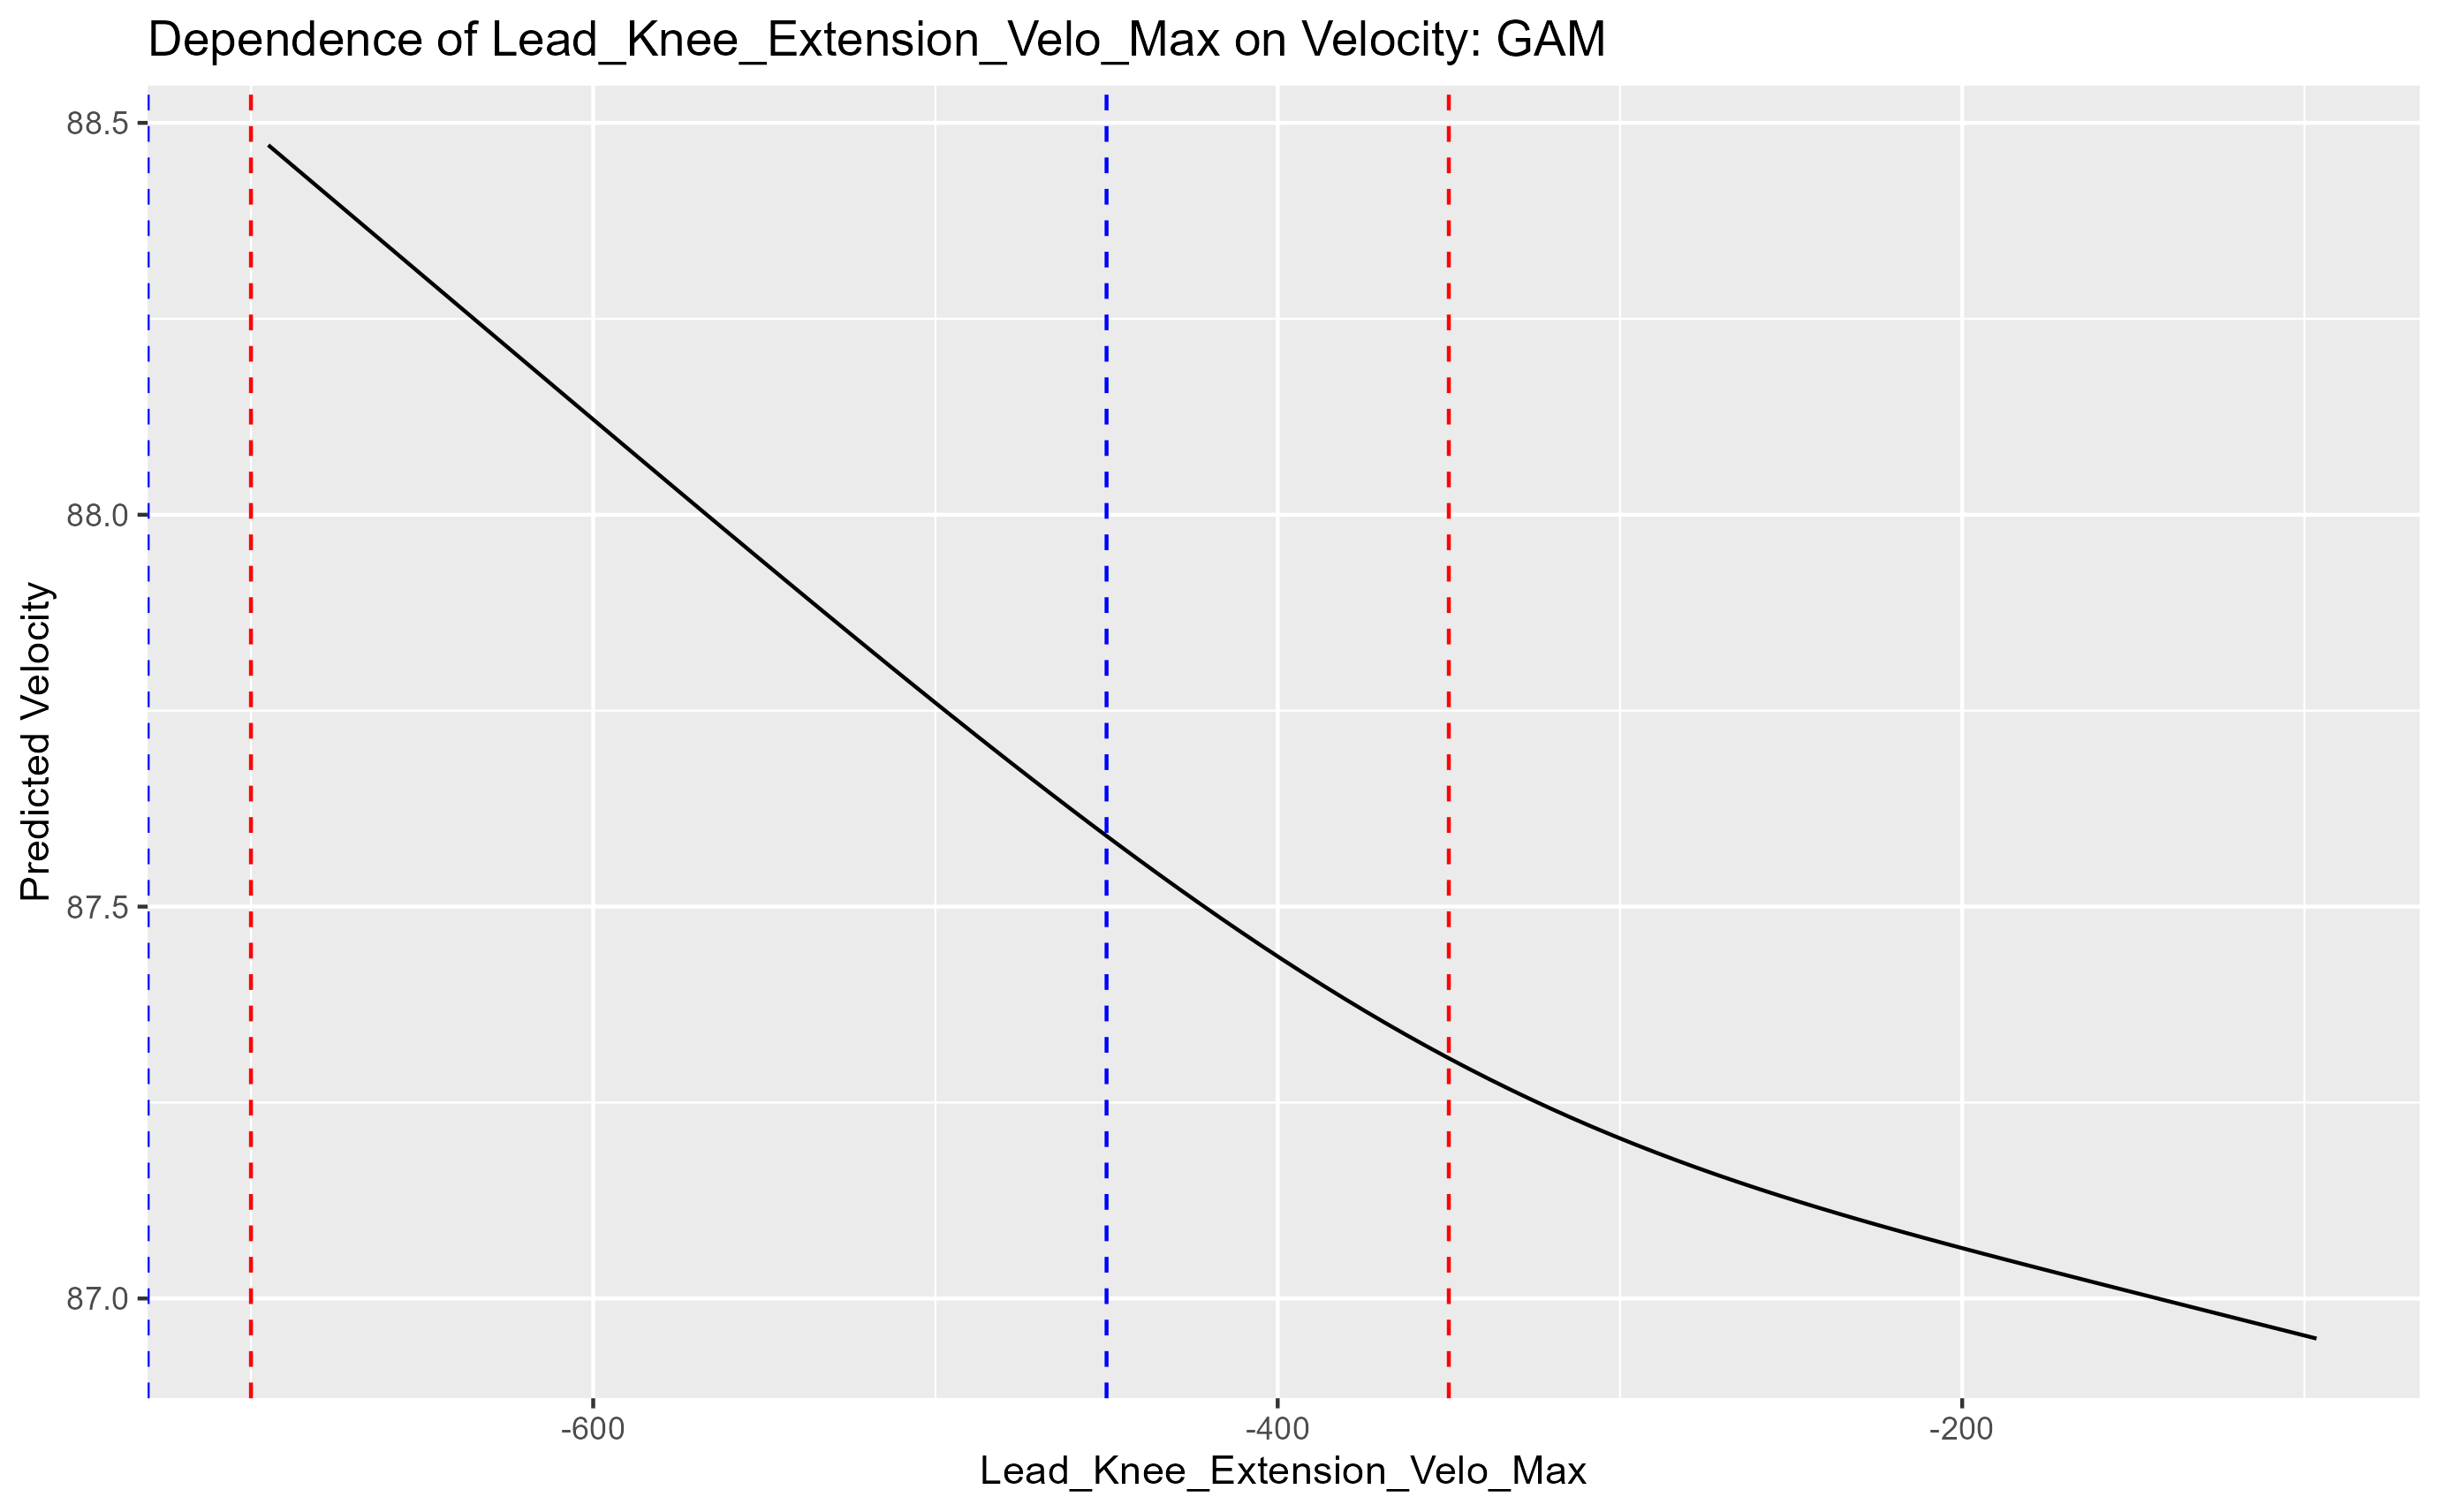 Dependence of Lead_Knee_Extension_Velo_Max on Velocity: GAM
Predicted Velocity
88.5
88.0
87.5
87.0
-600
-400
-200
Lead_Knee_Extension_Velo_Max